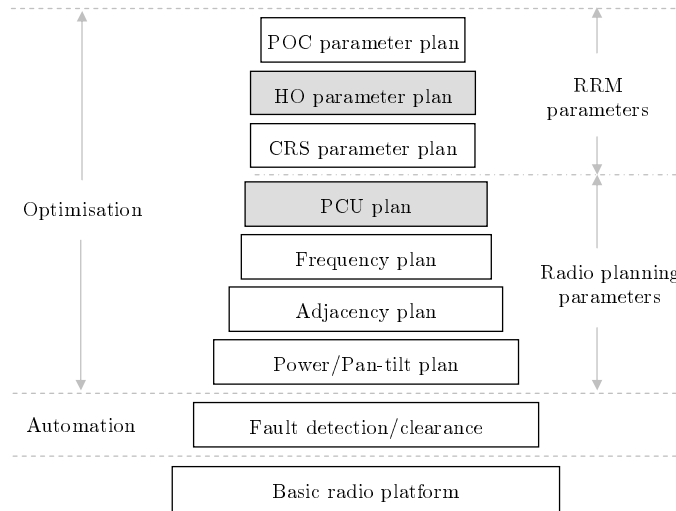 POC parameter plan
HO parameter plan
CRS parameter plan
RRM
parameters
PCU plan
Optimisation
Frequency plan
Adjacency plan
Radio planning
parameters
Power/Pan-tilt plan
Automation
Fault detection/clearance
Basic radio platform